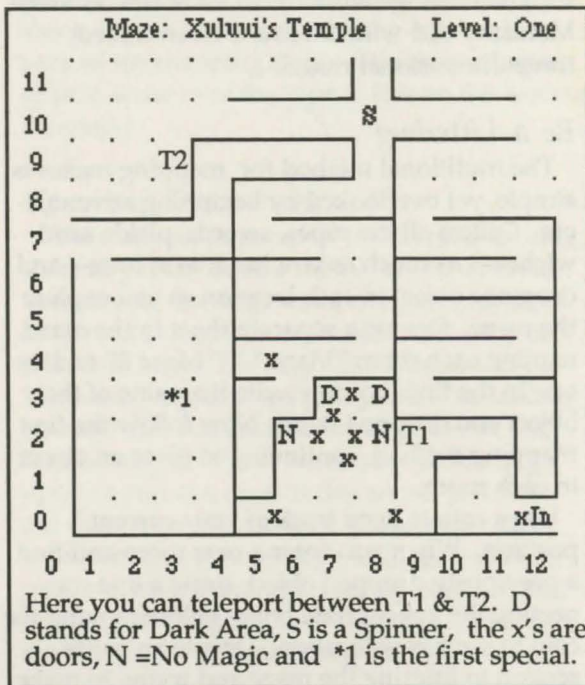 Maze: Xuluui's Temple Level: One
11
S
10
9 T2
8
7
6
5
x
4
3 *1 D x D
x
2 N x x N T1
x
1
0 x x xIn
0 1 2 3 4 5 6 7 8 9 10 11 12
Here you can teleport between T1 & T2. D
stands for Dark Area, S is a Spinner, the x's are
doors, N =No Magic and *1 is the first special.